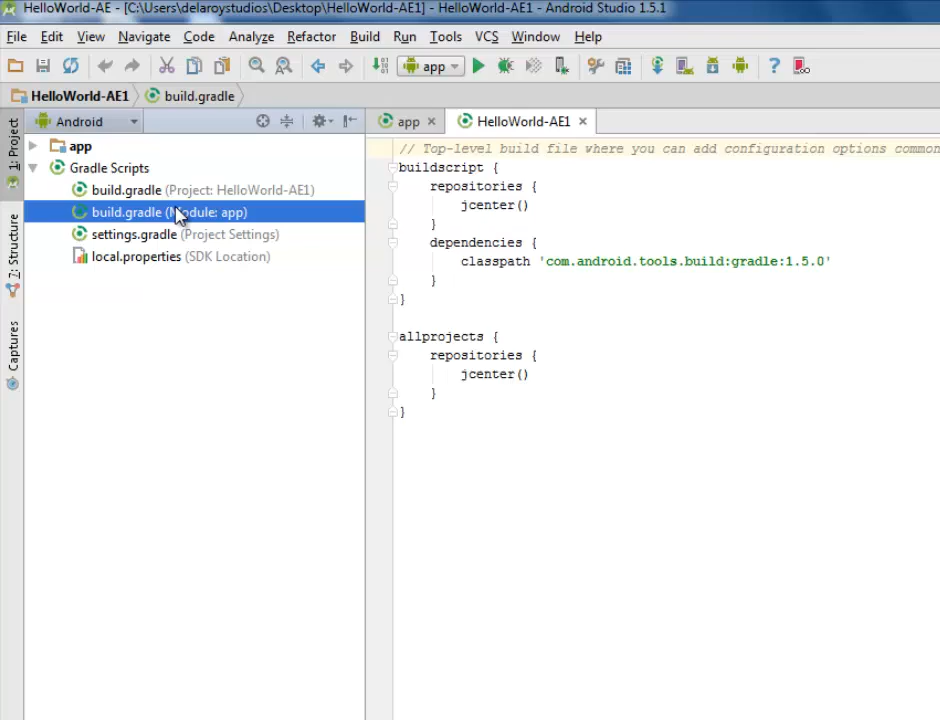 HelloWorld-AE - [C:\Users\delaroystudios\Desktop\HelloWorld-AE1] - HelloWorld-AE1 - Android Studio 1.5.1
File Edit View Navigate Code Analyze Refactor Build Run Tools VCS Window Help
app
HelloWorld-AE1 build.gradle
1: Project
7: Structure
Captures
Android
app
Gradle Scripts
build.gradle (Project: HelloWorld-AE1)
build.gradle (Module: app)
settings.gradle (Project Settings)
local.properties (SDK Location)
app HelloWorld-AE1
// Top-level build file where you can add configuration options common
buildscript {
repositories {
jcenter()
}
dependencies {
classpath 'com.android.tools.build:gradle:1.5.0'
}
}
allprojects {
repositories {
jcenter()
}
}